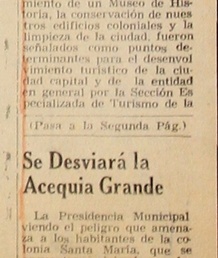 miento de un Museo de His-
toria, la conservación de nues
tros edificios coloniales y la
limpieza de la ciudad, fueron
señalados como puntos de-
terminantes para el desenvol
vimiento turístico de la ciu-
dad capital y de la entidad
en general por la Sección Es
pecializada de Turismo de la
(Pasa a la Segunda Pág.)
Se Desviará la
Acequia Grande
La Presidencia Municipal
viendo el peligro que amena-
za a los habitantes de la co
lonia Santa María, que se